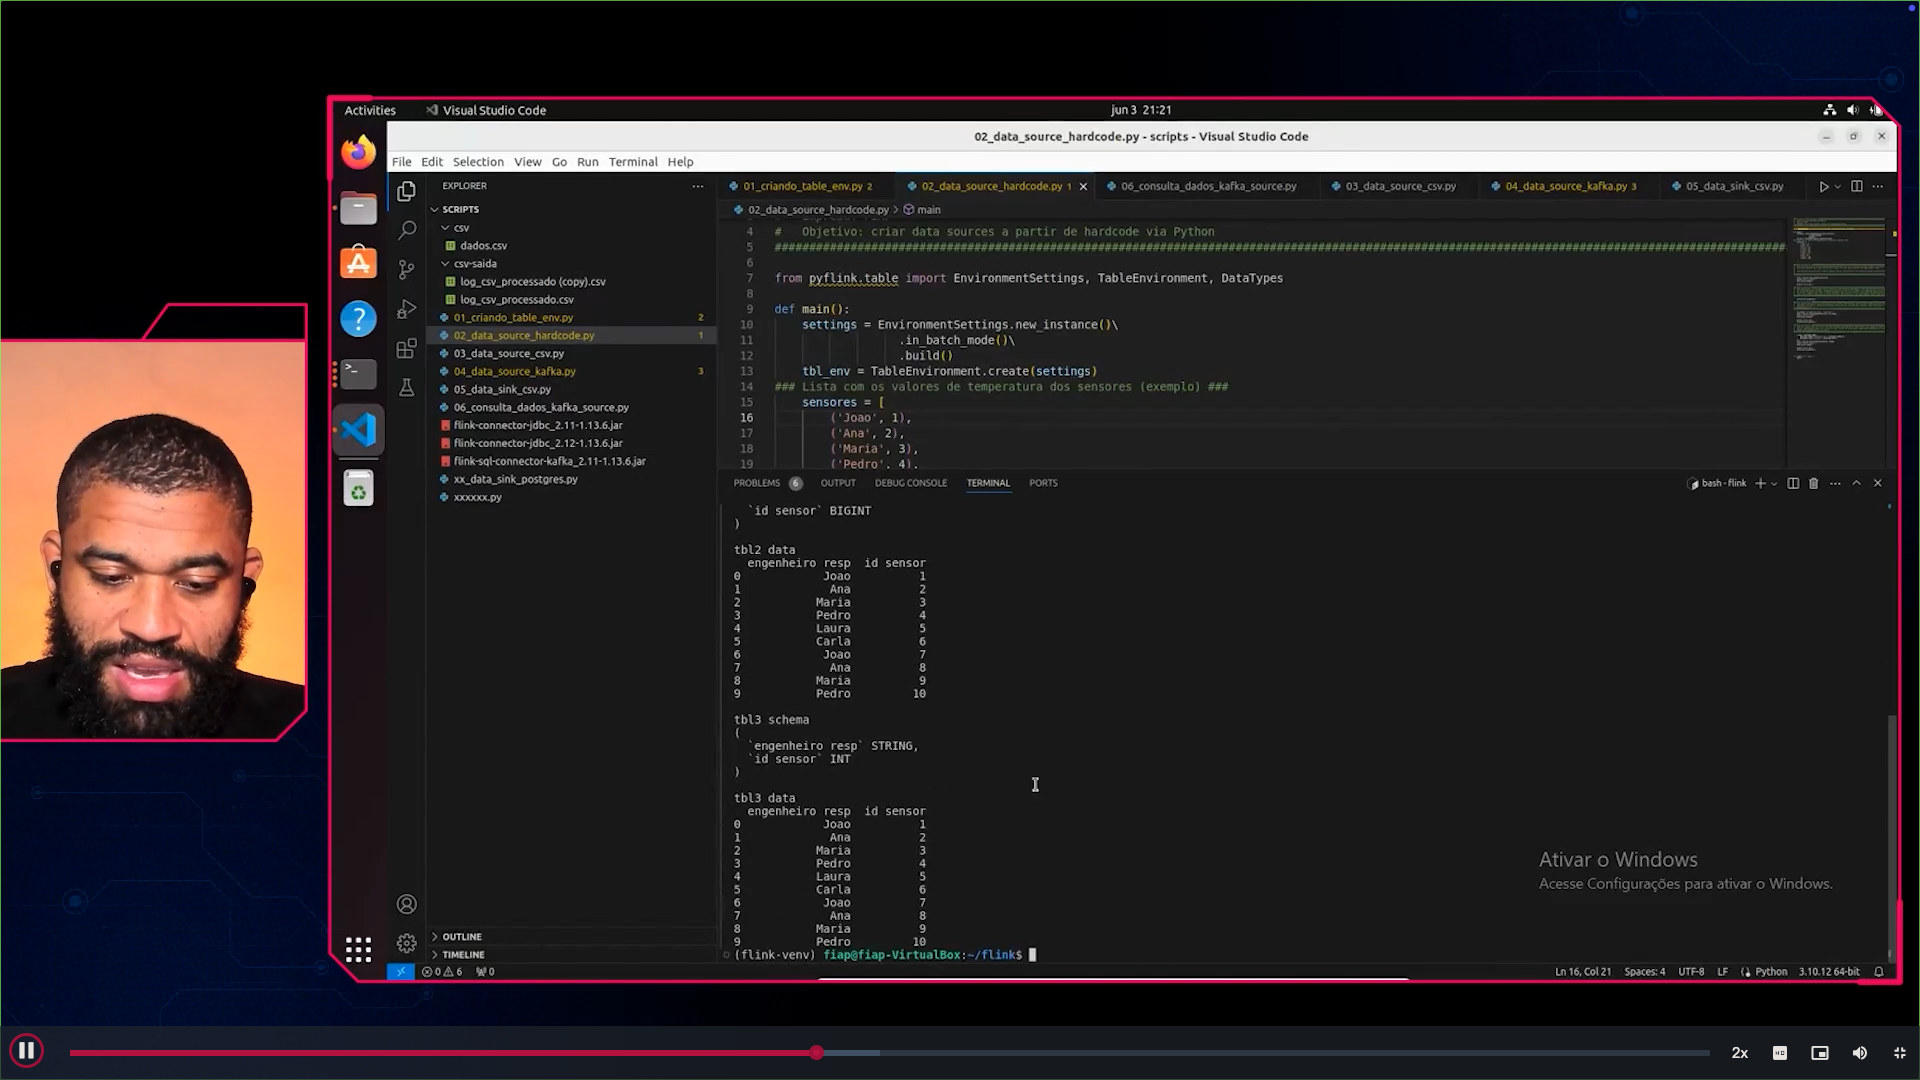 Activities
Visual Studio Code
jun 3 21:21
02_data_source_hardcode.py - scripts - Visual Studio Code
File Edit Selection View Go Run Terminal Help
EXPLORER
SCRIPTS
csv
dados.csv
csv-saida
log_csv_processado (copy).csv
log_csv_processado.csv
01_criando_table_env.py 2
02_data_source_hardcode.py 1
03_data_source_csv.py
04_data_source_kafka.py 3
05_data_sink_csv.py
06_consulta_dados_kafka_source.py
flink-connector-jdbc_2.11-1.13.6.jar
flink-connector-jdbc_2.12-1.13.6.jar
flink-sql-connector-kafka_2.11-1.13.6.jar
xx_data_sink_postgres.py
xxxxxx.py
OUTLINE
TIMELINE
01_criando_table_env.py 2
02_data_source_hardcode.py 1
06_consulta_dados_kafka_source.py
03_data_source_csv.py
04_data_source_kafka.py 3
05_data_sink_csv.py
02_data_source_hardcode.py > main
4 # Objetivo: criar data sources a partir de hardcode via Python
5
6
7 from pyflink.table import EnvironmentSettings, TableEnvironment, DataTypes
8
9 def main():
10 settings = EnvironmentSettings.new_instance()\
11 .in_batch_mode()\
12 .build()
13 tbl_env = TableEnvironment.create(settings)
14 ### Lista com os valores de temperatura dos sensores (exemplo) ###
15 sensores = [
16 ('Joao', 1),
17 ('Ana', 2),
18 ('Maria', 3),
19 ('Pedro', 4),
PROBLEMS 6 OUTPUT DEBUG CONSOLE TERMINAL PORTS
bash - flink
`id sensor` BIGINT
)
tbl2 data
engenheiro resp id sensor
0 Joao 1
1 Ana 2
2 Maria 3
3 Pedro 4
4 Laura 5
5 Carla 6
6 Joao 7
7 Ana 8
8 Maria 9
9 Pedro 10
tbl3 schema
(
`engenheiro resp` STRING,
`id sensor` INT
)
tbl3 data
engenheiro resp id sensor
0 Joao 1
1 Ana 2
2 Maria 3
3 Pedro 4
4 Laura 5
5 Carla 6
6 Joao 7
7 Ana 8
8 Maria 9
9 Pedro 10
(flink-venv) fiap@fiap-VirtualBox:~/flink$
Ativar o Windows
Acesse Configurações para ativar o Windows.
0 6 0
Ln 16, Col 21 Spaces: 4 UTF-8 LF Python 3.10.12 64-bit
2x